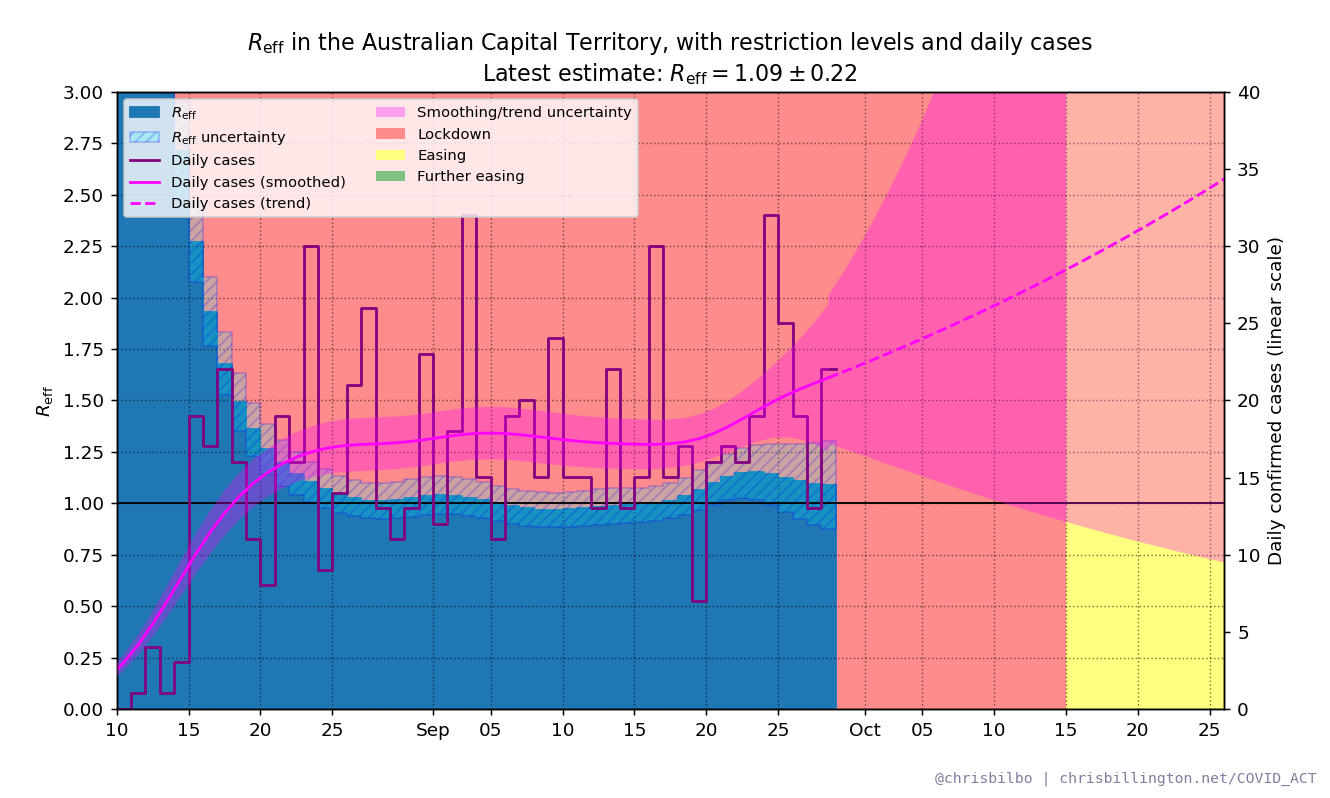 R_eff in the Australian Capital Territory, with restriction levels and daily cases
Latest estimate: R_eff = 1.09 ± 0.22
R_eff
R_eff uncertainty
Daily cases
Daily cases (smoothed)
Daily cases (trend)
Smoothing/trend uncertainty
Lockdown
Easing
Further easing
3.00
2.75
2.50
2.25
2.00
1.75
1.50
1.25
1.00
0.75
0.50
0.25
0.00
R_eff
40
35
30
25
20
15
10
5
0
Daily confirmed cases (linear scale)
10 15 20 25 Sep 05 10 15 20 25 Oct 05 10 15 20 25
@chrisbilbo | chrisbillington.net/COVID_ACT